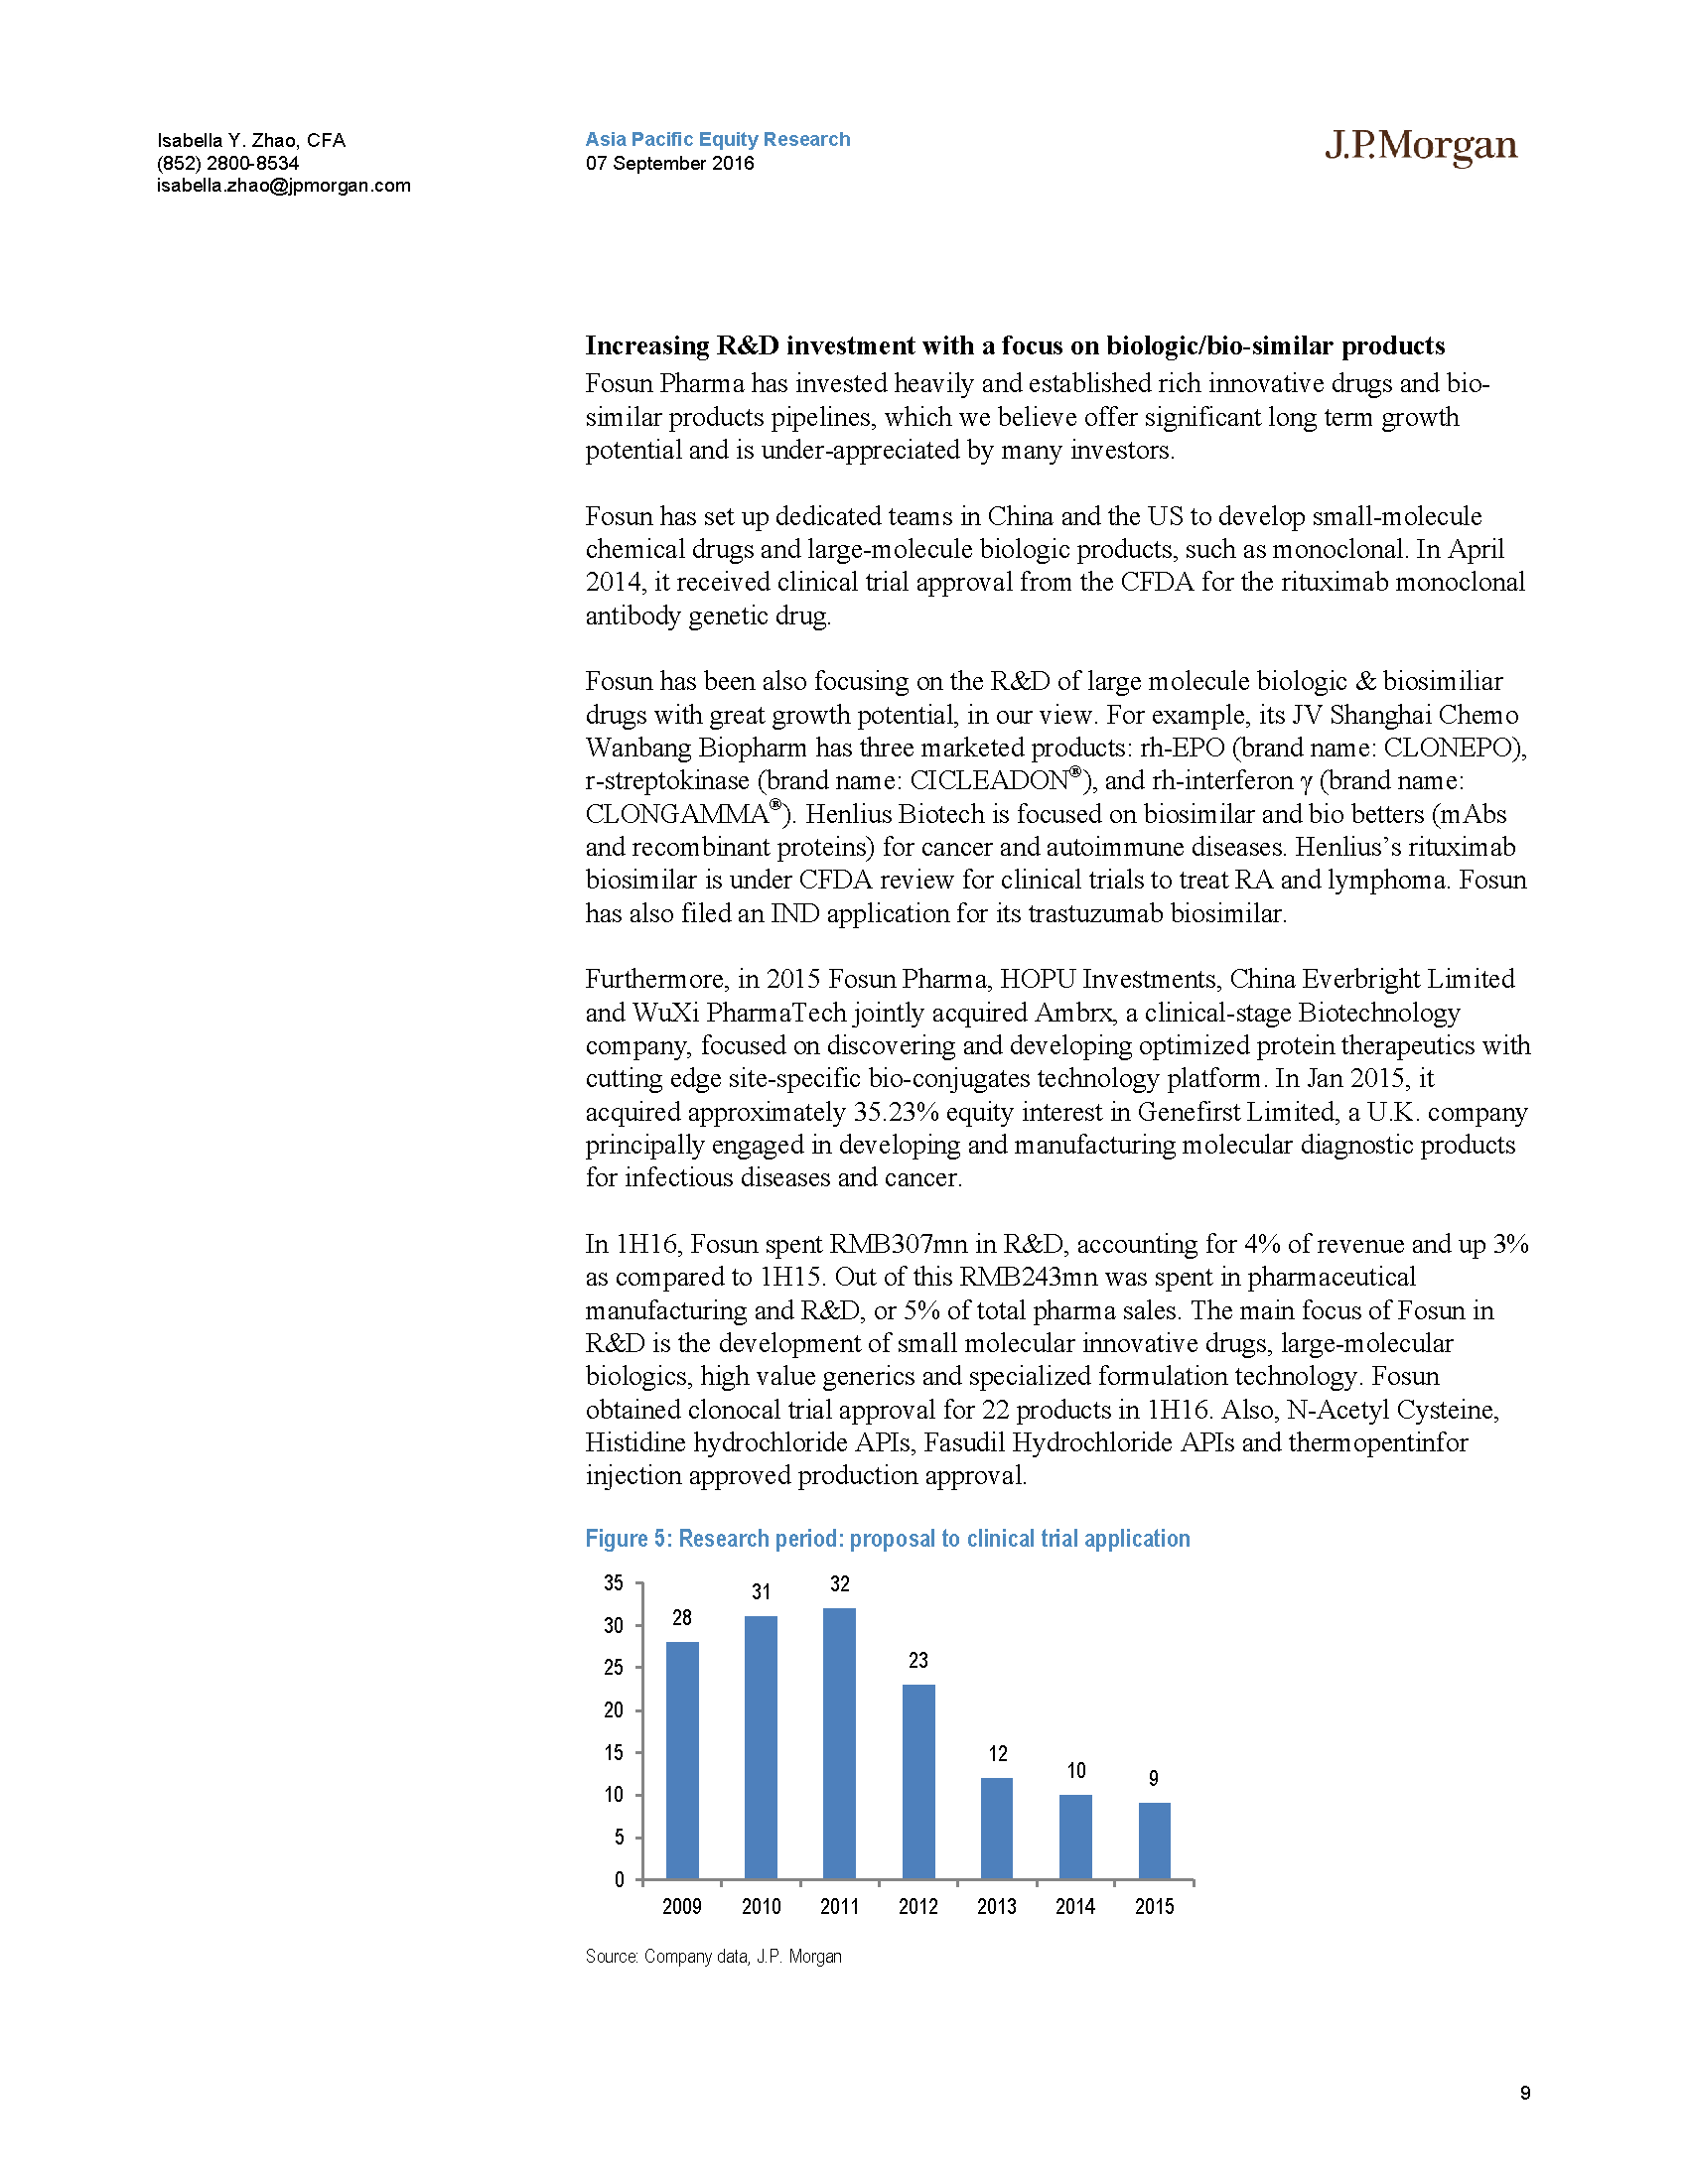 Isabella Y. Zhao, CFA
(852) 2800-8534
isabella.zhao@jpmorgan.com
Asia Pacific Equity Research
07 September 2016
J.P.Morgan
Increasing R&D investment with a focus on biologic/bio-similar products
Fosun Pharma has invested heavily and established rich innovative drugs and bio-
similar products pipelines, which we believe offer significant long term growth
potential and is under-appreciated by many investors.
Fosun has set up dedicated teams in China and the US to develop small-molecule
chemical drugs and large-molecule biologic products, such as monoclonal. In April
2014, it received clinical trial approval from the CFDA for the rituximab monoclonal
antibody genetic drug.
Fosun has been also focusing on the R&D of large molecule biologic & biosimiliar
drugs with great growth potential, in our view. For example, its JV Shanghai Chemo
Wanbang Biopharm has three marketed products: rh-EPO (brand name: CLONEPO),
r-streptokinase (brand name: CICLEADON®), and rh-interferon γ (brand name:
CLONGAMMA®). Henlius Biotech is focused on biosimilar and bio betters (mAbs
and recombinant proteins) for cancer and autoimmune diseases. Henlius’s rituximab
biosimilar is under CFDA review for clinical trials to treat RA and lymphoma. Fosun
has also filed an IND application for its trastuzumab biosimilar.
Furthermore, in 2015 Fosun Pharma, HOPU Investments, China Everbright Limited
and WuXi PharmaTech jointly acquired Ambrx, a clinical-stage Biotechnology
company, focused on discovering and developing optimized protein therapeutics with
cutting edge site-specific bio-conjugates technology platform. In Jan 2015, it
acquired approximately 35.23% equity interest in Genefirst Limited, a U.K. company
principally engaged in developing and manufacturing molecular diagnostic products
for infectious diseases and cancer.
In 1H16, Fosun spent RMB307mn in R&D, accounting for 4% of revenue and up 3%
as compared to 1H15. Out of this RMB243mn was spent in pharmaceutical
manufacturing and R&D, or 5% of total pharma sales. The main focus of Fosun in
R&D is the development of small molecular innovative drugs, large-molecular
biologics, high value generics and specialized formulation technology. Fosun
obtained clonocal trial approval for 22 products in 1H16. Also, N-Acetyl Cysteine,
Histidine hydrochloride APIs, Fasudil Hydrochloride APIs and thermopentinfor
injection approved production approval.
Figure 5: Research period: proposal to clinical trial application
35
30
25
20
15
10
5
0
28
31
32
23
12
10
9
2009 2010 2011 2012 2013 2014 2015
Source: Company data, J.P. Morgan
9